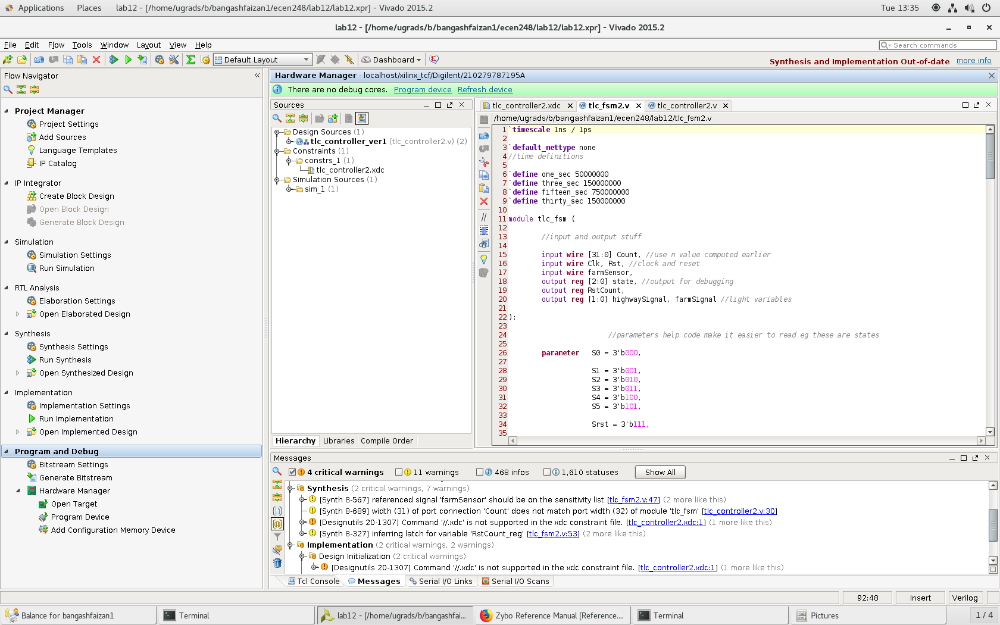 Applications Places lab12 - [/home/ugrads/b/bangashfaizan1/ecen248/lab12/lab12.xpr] - Vivado 2015.2 Tue 13:35
lab12 - [/home/ugrads/b/bangashfaizan1/ecen248/lab12/lab12.xpr] - Vivado 2015.2
File Edit Flow Tools Window Layout View Help Search commands
Default Layout Dashboard Synthesis and Implementation Out-of-date more info
Flow Navigator
Project Manager
Project Settings
Add Sources
Language Templates
IP Catalog
IP Integrator
Create Block Design
Open Block Design
Generate Block Design
Simulation
Simulation Settings
Run Simulation
RTL Analysis
Elaboration Settings
Open Elaborated Design
Synthesis
Synthesis Settings
Run Synthesis
Open Synthesized Design
Implementation
Implementation Settings
Run Implementation
Open Implemented Design
Program and Debug
Bitstream Settings
Generate Bitstream
Hardware Manager
Open Target
Program Device
Add Configuration Memory Device
Hardware Manager - localhost/xilinx_tcf/Digilent/210279787195A
There are no debug cores. Program device Refresh device
Sources
Design Sources (1)
tlc_controller_ver1 (tlc_controller2.v) (2)
Constraints (1)
constrs_1 (1)
tlc_controller2.xdc
Simulation Sources (1)
sim_1 (1)
Hierarchy Libraries Compile Order
tlc_controller2.xdc tlc_fsm2.v tlc_controller2.v
/home/ugrads/b/bangashfaizan1/ecen248/lab12/tlc_fsm2.v
1 `timescale 1ns / 1ps
2
3 `default_nettype none
4 //time definitions
5
6 `define one_sec 50000000
7 `define three_sec 150000000
8 `define fifteen_sec 750000000
9 `define thirty_sec 150000000
10
11 module tlc_fsm (
12
13 //input and output stuff
14
15 input wire [31:0] Count, //use n value computed earlier
16 input wire Clk, Rst, //clock and reset
17 input wire farmSensor,
18 output reg [2:0] state, //output for debugging
19 output reg RstCount,
20 output reg [1:0] highwaySignal, farmSignal //light variables
21
22 );
23
24 //parameters help code make it easier to read eg these are states
25
26 parameter S0 = 3'b000,
27
28 S1 = 3'b001,
29 S2 = 3'b010,
30 S3 = 3'b011,
31 S4 = 3'b100,
32 S5 = 3'b101,
33
34 Srst = 3'b111,
35
Messages
4 critical warnings 11 warnings 468 infos 1,610 statuses Show All
Synthesis (2 critical warnings, 7 warnings)
[Synth 8-567] referenced signal 'farmSensor' should be on the sensitivity list [tlc_fsm2.v:47] (2 more like this)
[Synth 8-689] width (31) of port connection 'Count' does not match port width (32) of module 'tlc_fsm' [tlc_controller2.v:30]
[Designutils 20-1307] Command '//.xdc' is not supported in the xdc constraint file. [tlc_controller2.xdc:1] (1 more like this)
[Synth 8-327] inferring latch for variable 'RstCount_reg' [tlc_fsm2.v:53] (2 more like this)
Implementation (2 critical warnings, 2 warnings)
Design Initialization (2 critical warnings)
[Designutils 20-1307] Command '//.xdc' is not supported in the xdc constraint file. [tlc_controller2.xdc:1] (1 more like this)
Tcl Console Messages Serial I/O Links Serial I/O Scans
92:48 Insert Verilog
Balance for bangashfaizan1 Terminal lab12 - [/home/ugrads/b/bangashfai... Zybo Reference Manual [Reference.... Terminal Pictures 1 / 4